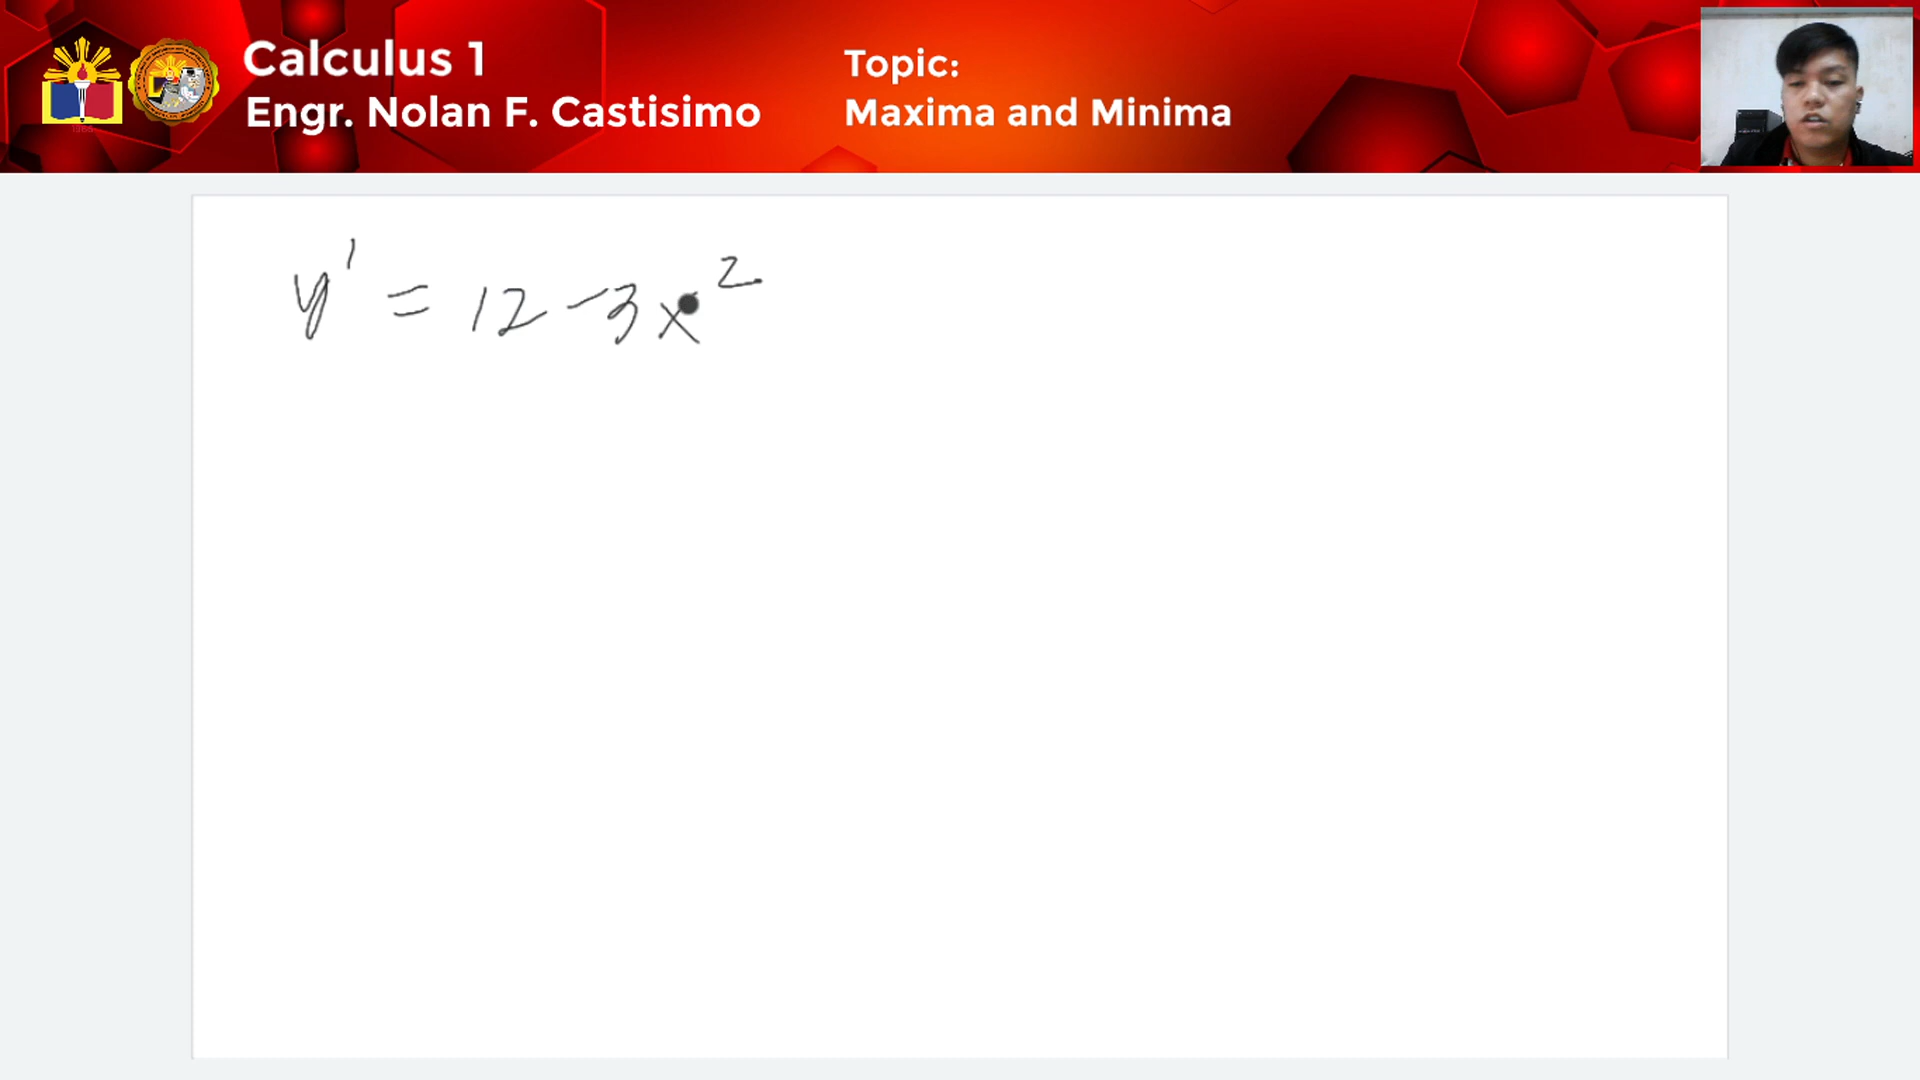 Calculus 1
Engr. Nolan F. Castisimo
Topic:
Maxima and Minima
y' = 12 - 3x²